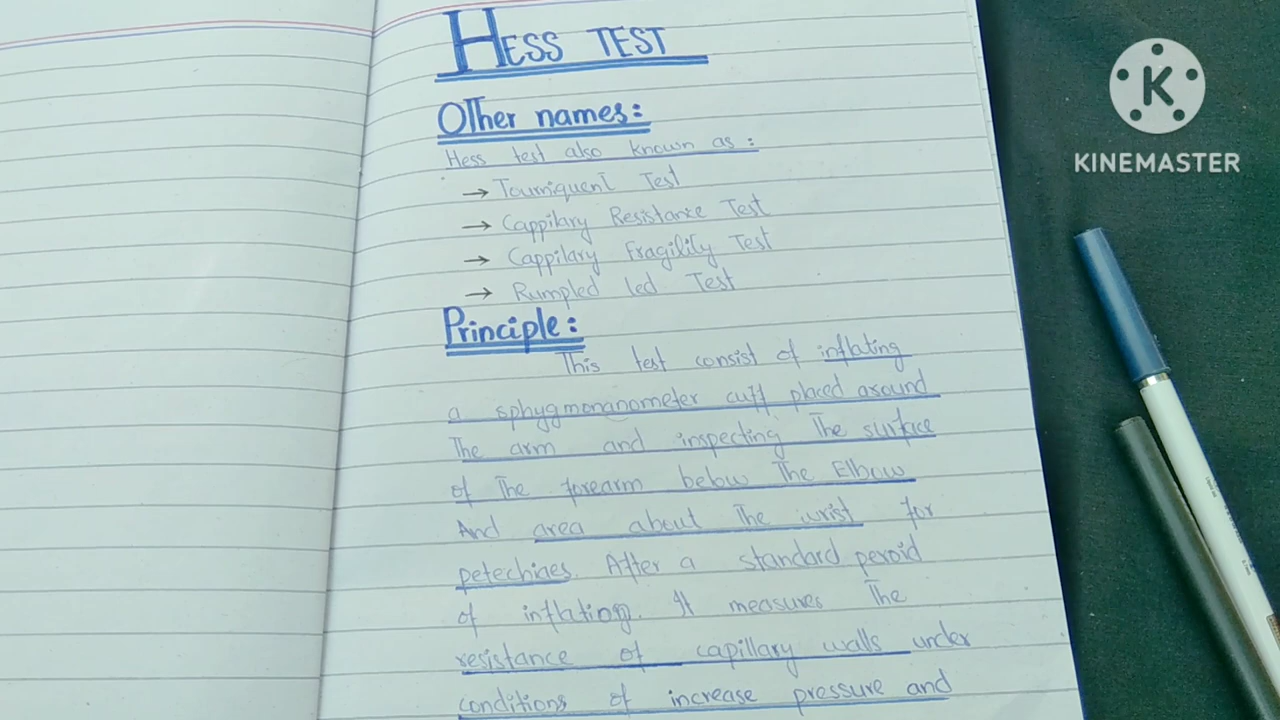 HESS TEST
Other names:
Hess test also known as :
→ Tourniquent Test
→ Cappilary Resistance Test
→ Cappilary Fragility Test
→ Rumpled led Test
Principle:
This test consist of inflating
a sphygmonanometer cuff placed around
The arm and inspecting The surface
of The forearm below The Elbow
And area about The wrist for
petechiaes. After a standard peroid
of inflating. It measures The
resistance of capillary walls under
conditions of increase pressure and
K
KINEMASTER